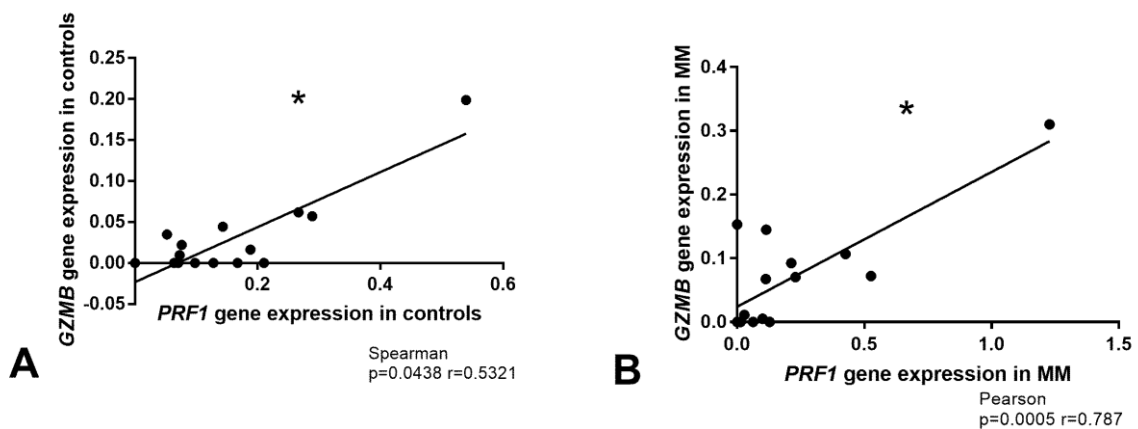 GZMB gene expression in controls
0.25
0.20
0.15
0.10
0.05
0.00
-0.05
*
0.2
0.4
0.6
PRF1 gene expression in controls
A
Spearman
p=0.0438 r=0.5321
GZMB gene expression in MM
0.4
0.3
0.2
0.1
0.0
*
0.0
0.5
1.0
1.5
PRF1 gene expression in MM
B
Pearson
p=0.0005 r=0.787